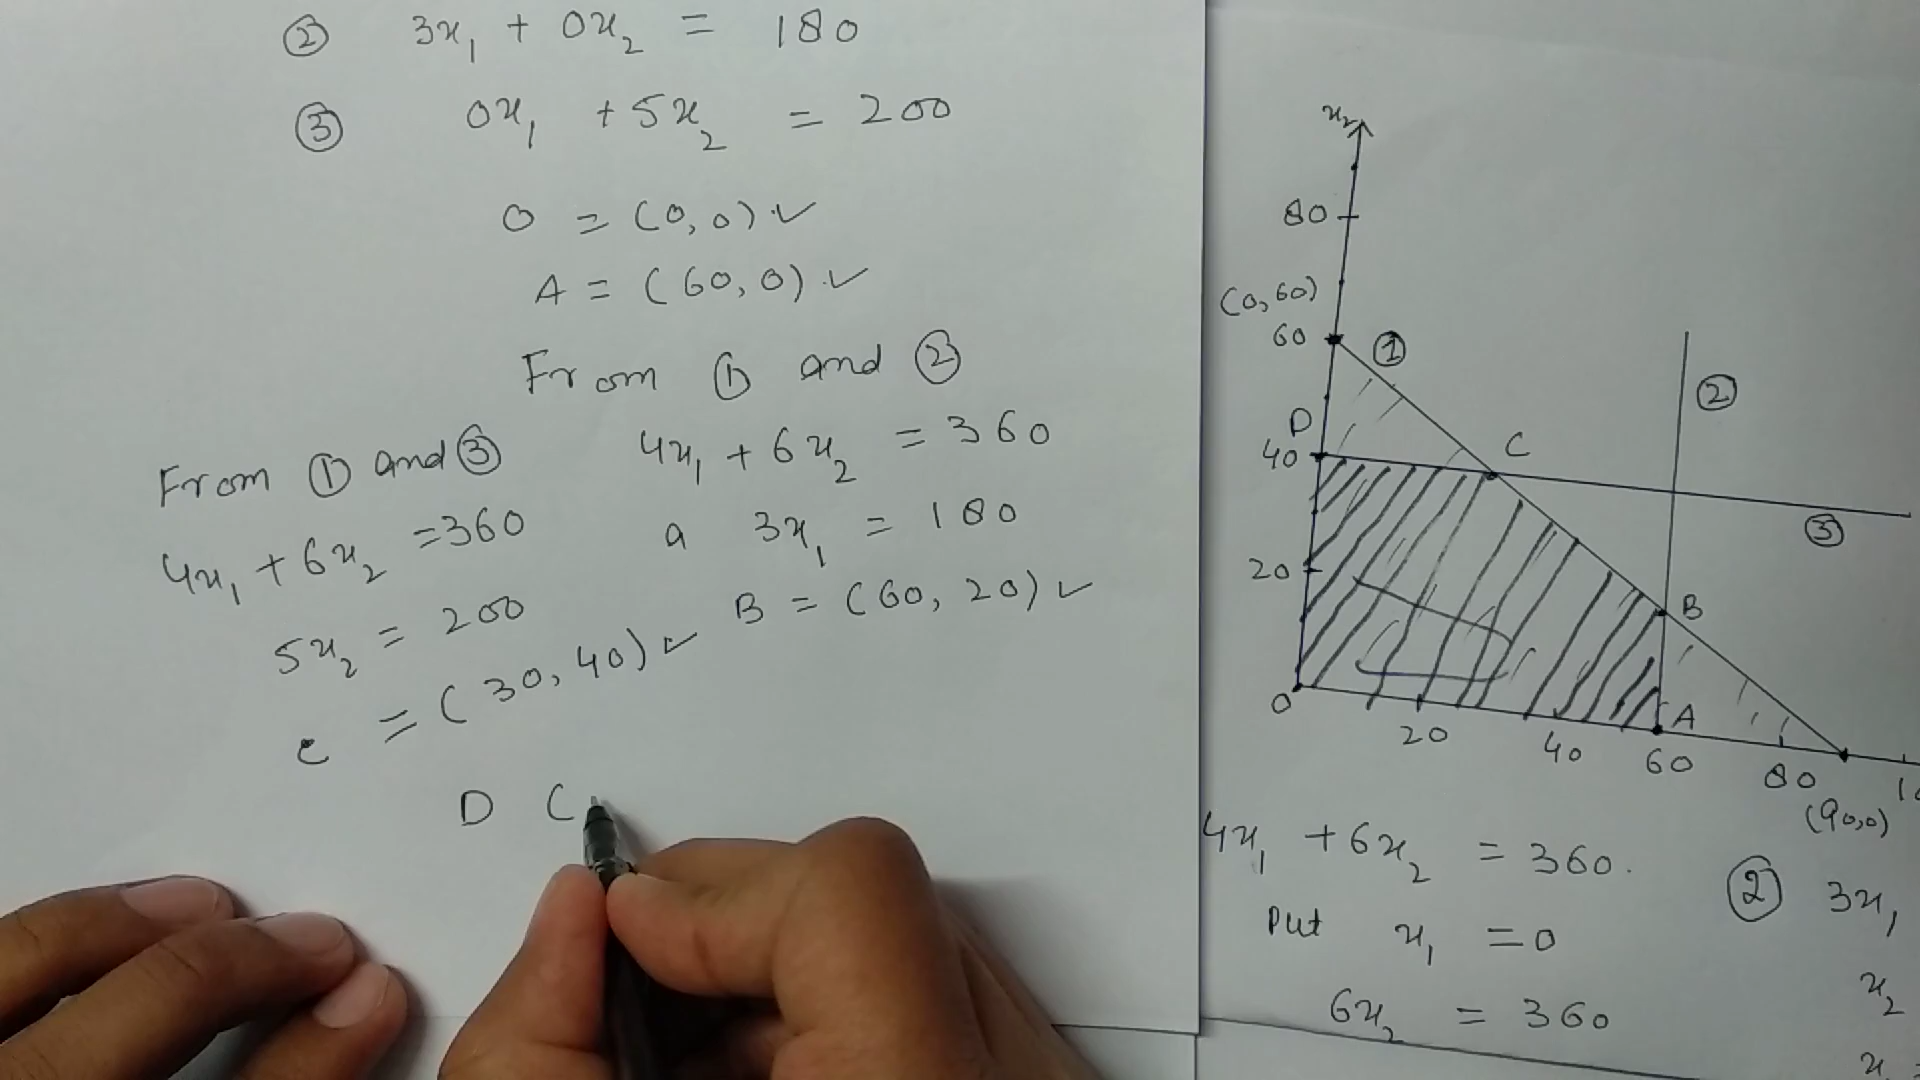 ② 3x₁ + 0x₂ = 180
③ 0x₁ + 5x₂ = 200
O = (0,0) ✓
A = (60,0) ✓
From ① and ②
4x₁ + 6x₂ = 360
a 3x₁ = 180
B = (60, 20) ✓
From ① and ③
4x₁ + 6x₂ = 360
5x₂ = 200
c = (30, 40) ✓
D (
x₂
80
(0,60)
60
①
②
D
40
C
③
20
B
0
A
20
40
60
80
(90,0)
4x₁ + 6x₂ = 360.
Put x₁ = 0
6x₂ = 360
② 3x₁
x₂